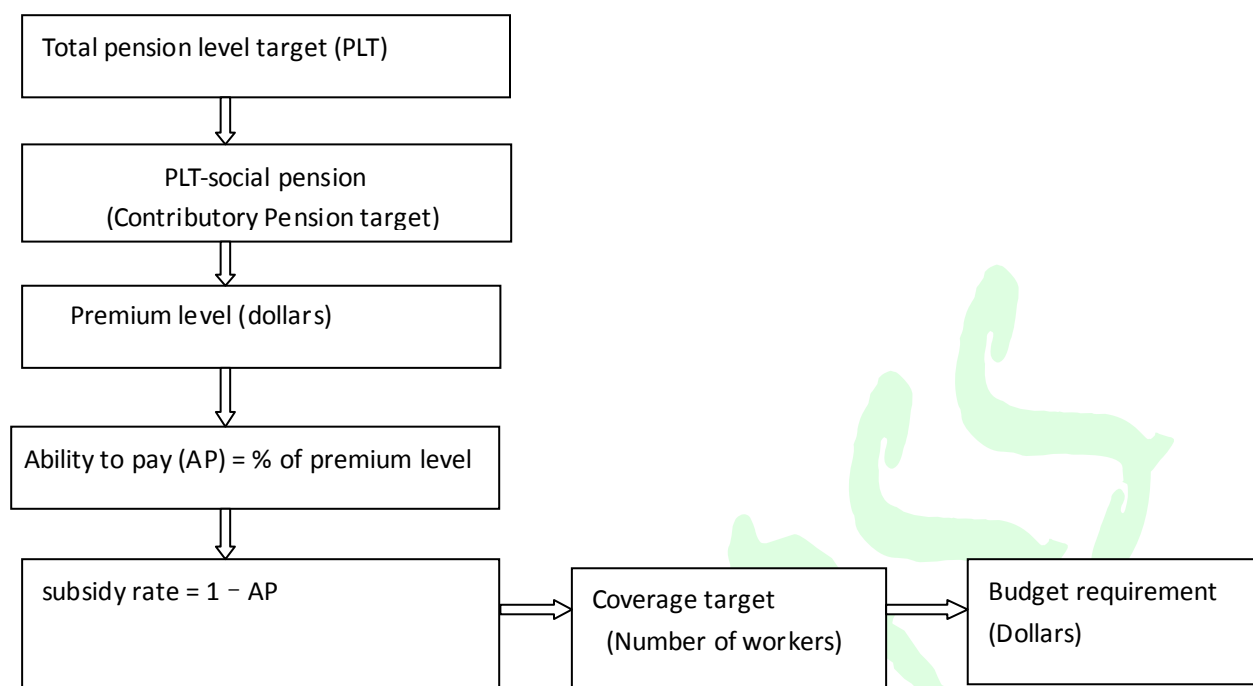 Total pension level target (PLT)
PLT-social pension
(Contributory Pension target)
Premium level (dollars)
Ability to pay (AP) = % of premium level
subsidy rate = 1 – AP
Coverage target
(Number of workers)
Budget requirement
(Dollars)